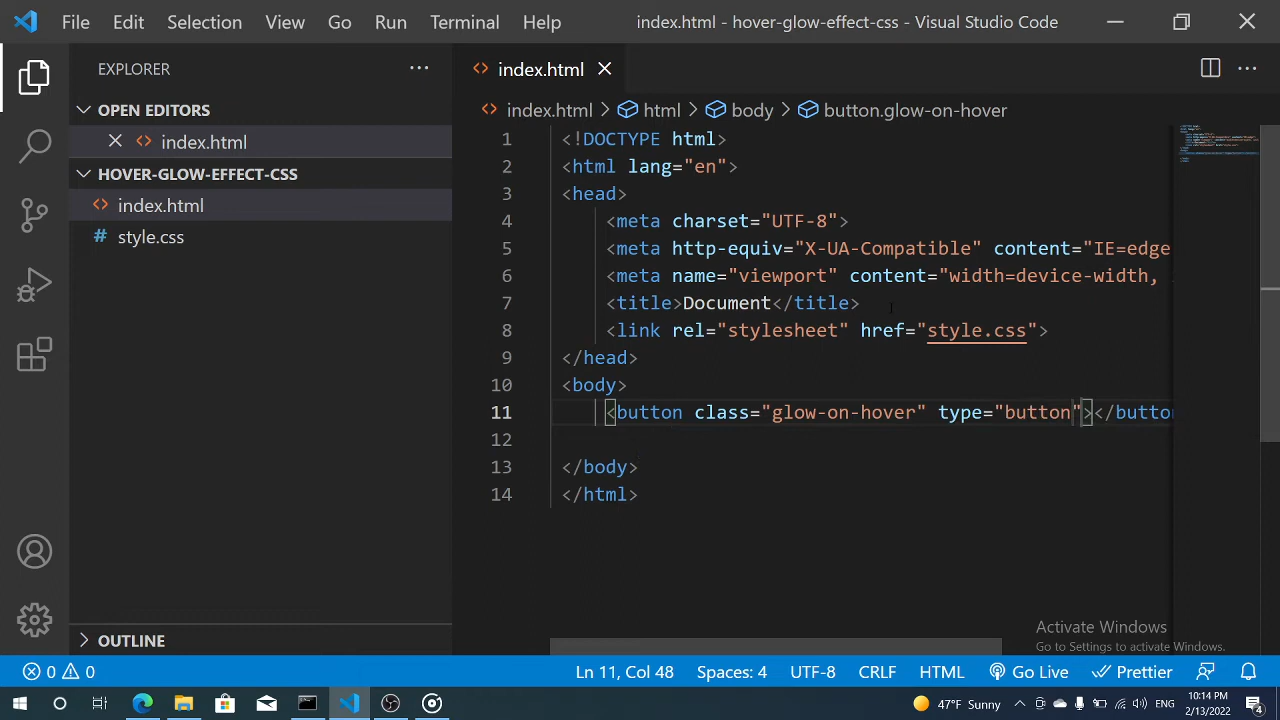 File Edit Selection View Go Run Terminal Help index.html - hover-glow-effect-css - Visual Studio Code
EXPLORER
OPEN EDITORS
index.html
HOVER-GLOW-EFFECT-CSS
index.html
style.css
OUTLINE
index.html
index.html html body button.glow-on-hover
1 <!DOCTYPE html>
2 <html lang="en">
3 <head>
4 <meta charset="UTF-8">
5 <meta http-equiv="X-UA-Compatible" content="IE=edge
6 <meta name="viewport" content="width=device-width,
7 <title>Document</title>
8 <link rel="stylesheet" href="style.css">
9 </head>
10 <body>
11 <button class="glow-on-hover" type="button"></button
12
13 </body>
14 </html>
Activate Windows
Go to Settings to activate Windows.
0 0 Ln 11, Col 48 Spaces: 4 UTF-8 CRLF HTML Go Live Prettier
47°F Sunny ENG 10:14 PM
2/13/2022 4